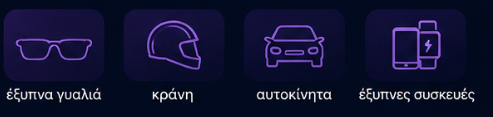 έξυπνα γυαλιά
κράνη
αυτοκίνητα
έξυπνες συσκευές